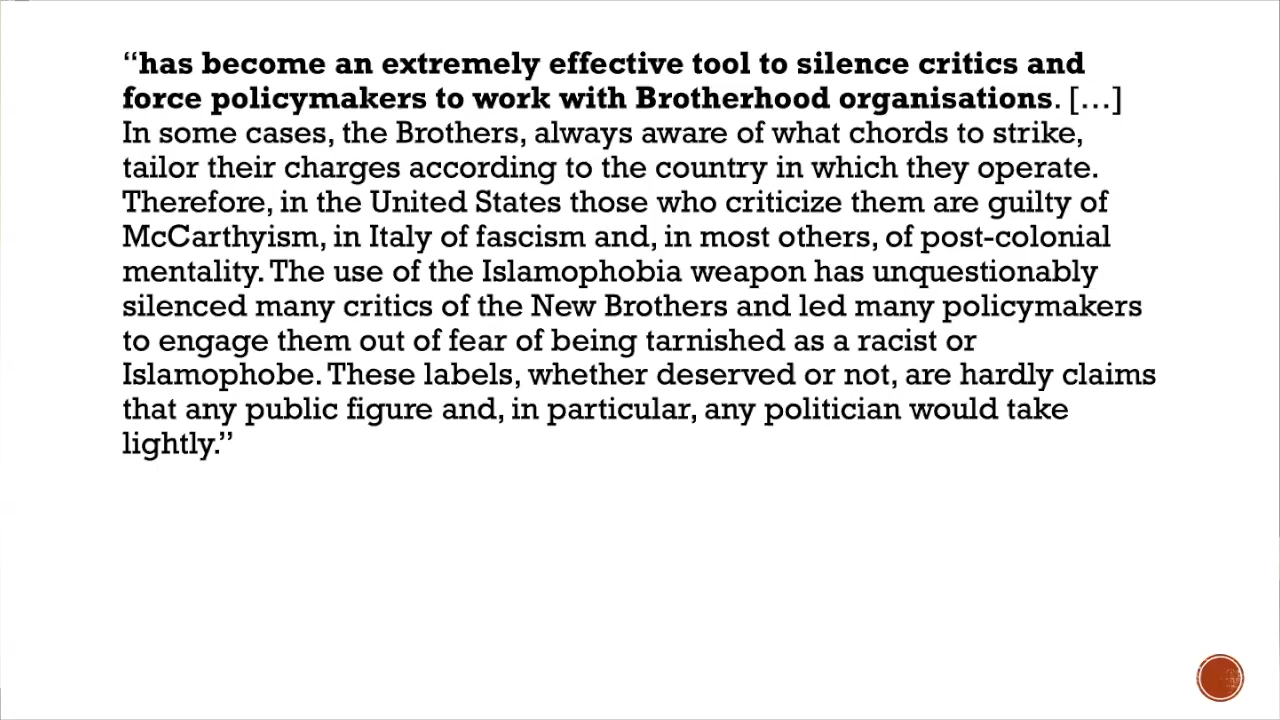 “has become an extremely effective tool to silence critics and
force policymakers to work with Brotherhood organisations. […]
In some cases, the Brothers, always aware of what chords to strike,
tailor their charges according to the country in which they operate.
Therefore, in the United States those who criticize them are guilty of
McCarthyism, in Italy of fascism and, in most others, of post-colonial
mentality. The use of the Islamophobia weapon has unquestionably
silenced many critics of the New Brothers and led many policymakers
to engage them out of fear of being tarnished as a racist or
Islamophobe. These labels, whether deserved or not, are hardly claims
that any public figure and, in particular, any politician would take
lightly.”